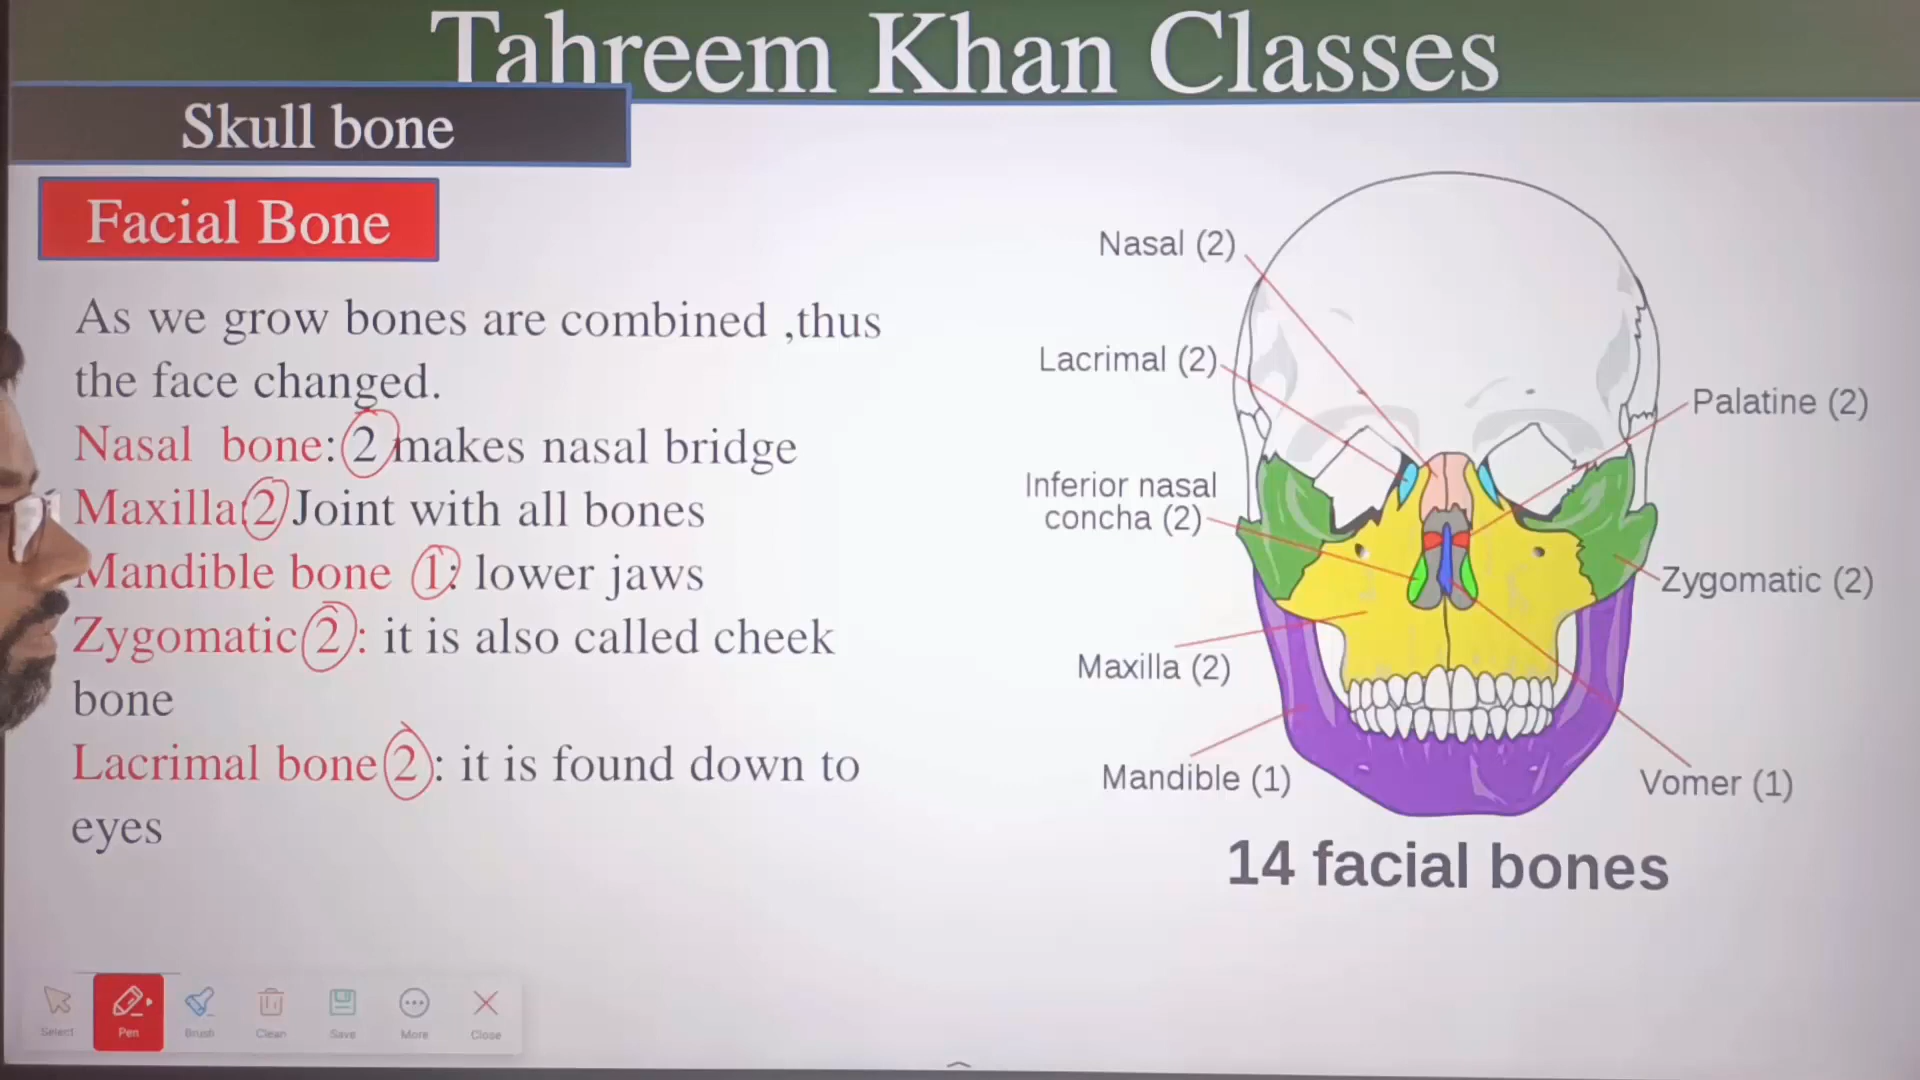 Tahreem Khan Classes
Skull bone
Facial Bone
As we grow bones are combined ,thus
the face changed.
Nasal bone: 2 makes nasal bridge
Maxilla:2 Joint with all bones
Mandible bone 1: lower jaws
Zygomatic 2 : it is also called cheek
bone
Lacrimal bone 2 : it is found down to
eyes
Nasal (2)
Lacrimal (2)
Palatine (2)
Inferior nasal
concha (2)
Zygomatic (2)
Maxilla (2)
Mandible (1)
Vomer (1)
14 facial bones
Select
Pen
Brush
Clean
Save
More
Close